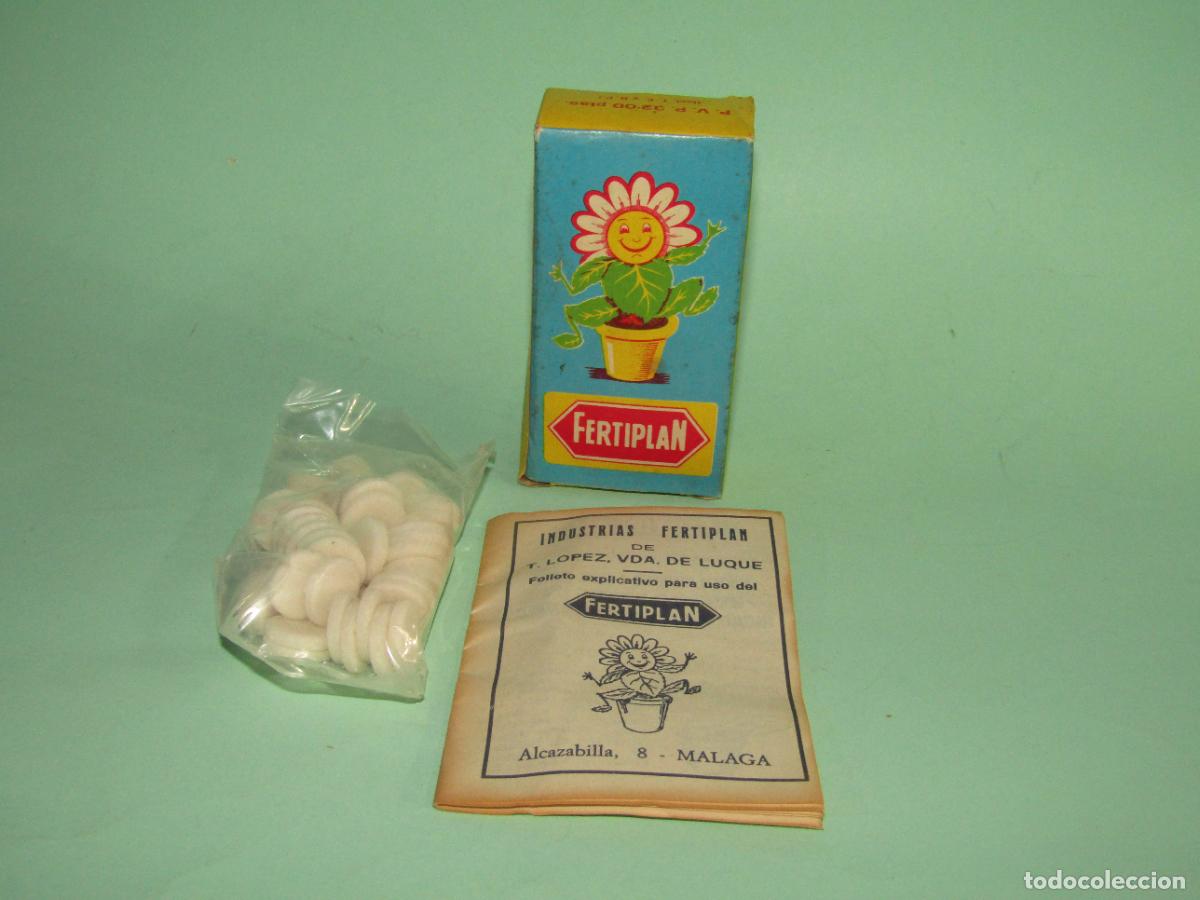 P. V. P. 32'00 ptas.
FERTIPLAN
INDUSTRIAS FERTIPLAN
DE
T. LOPEZ, VDA. DE LUQUE
Folleto explicativo para uso del
FERTIPLAN
Alcazabilla, 8 - MALAGA
todocoleccion